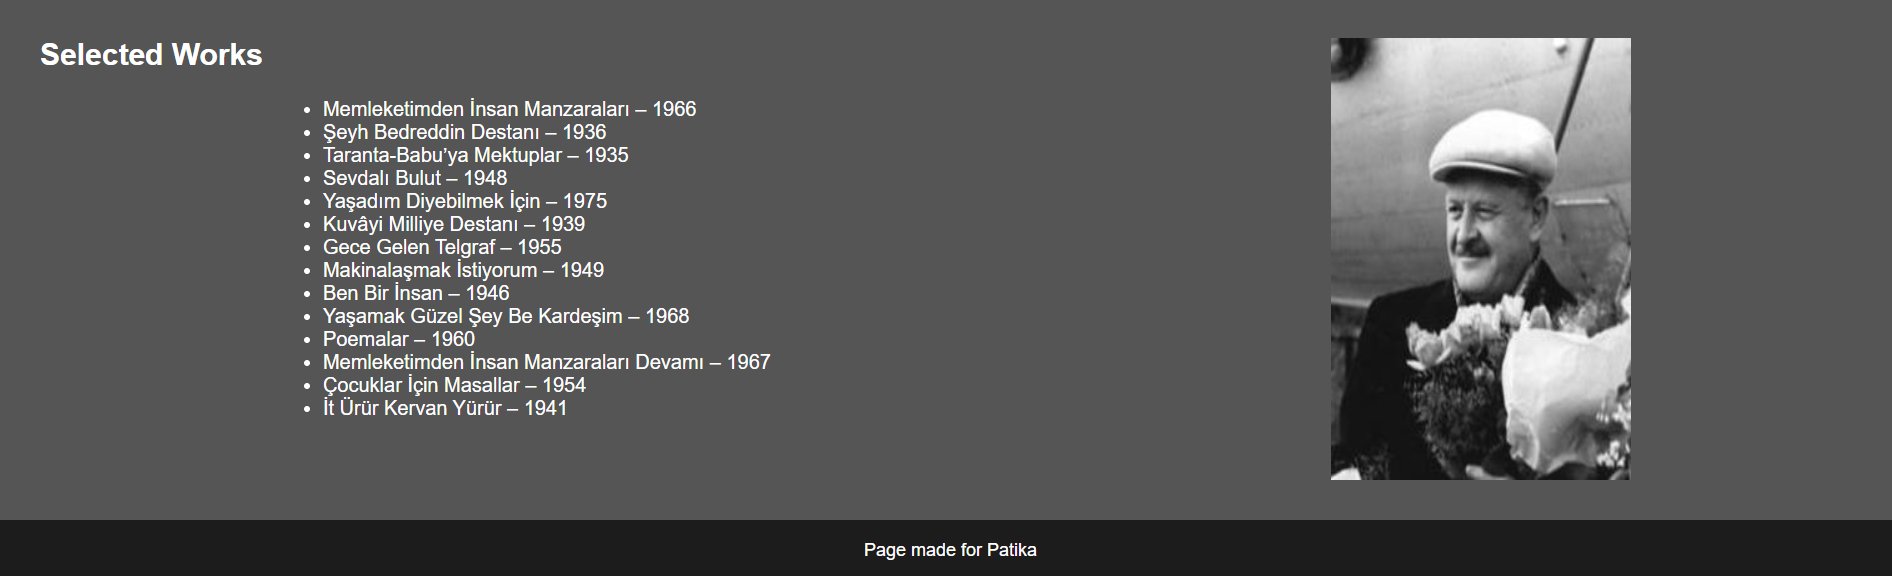 Selected Works
Memleketimden İnsan Manzaraları – 1966
Şeyh Bedreddin Destanı – 1936
Taranta-Babu’ya Mektuplar – 1935
Sevdalı Bulut – 1948
Yaşadım Diyebilmek İçin – 1975
Kuvâyi Milliye Destanı – 1939
Gece Gelen Telgraf – 1955
Makinalaşmak İstiyorum – 1949
Ben Bir İnsan – 1946
Yaşamak Güzel Şey Be Kardeşim – 1968
Poemalar – 1960
Memleketimden İnsan Manzaraları Devamı – 1967
Çocuklar İçin Masallar – 1954
İt Ürür Kervan Yürür – 1941
Page made for Patika